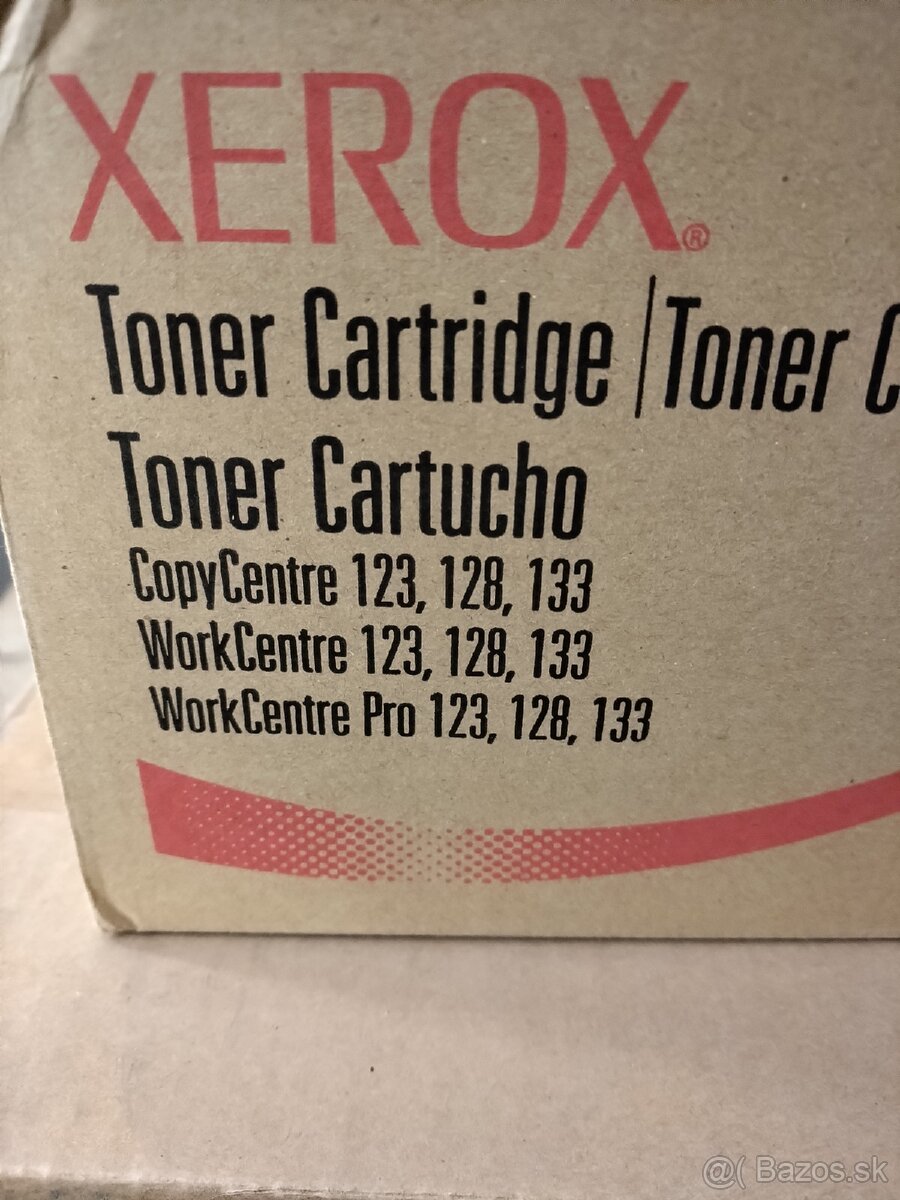 XEROX®
Toner Cartridge | Toner C
Toner Cartucho
CopyCentre 123, 128, 133
WorkCentre 123, 128, 133
WorkCentre Pro 123, 128, 133
@( Bazos.sk